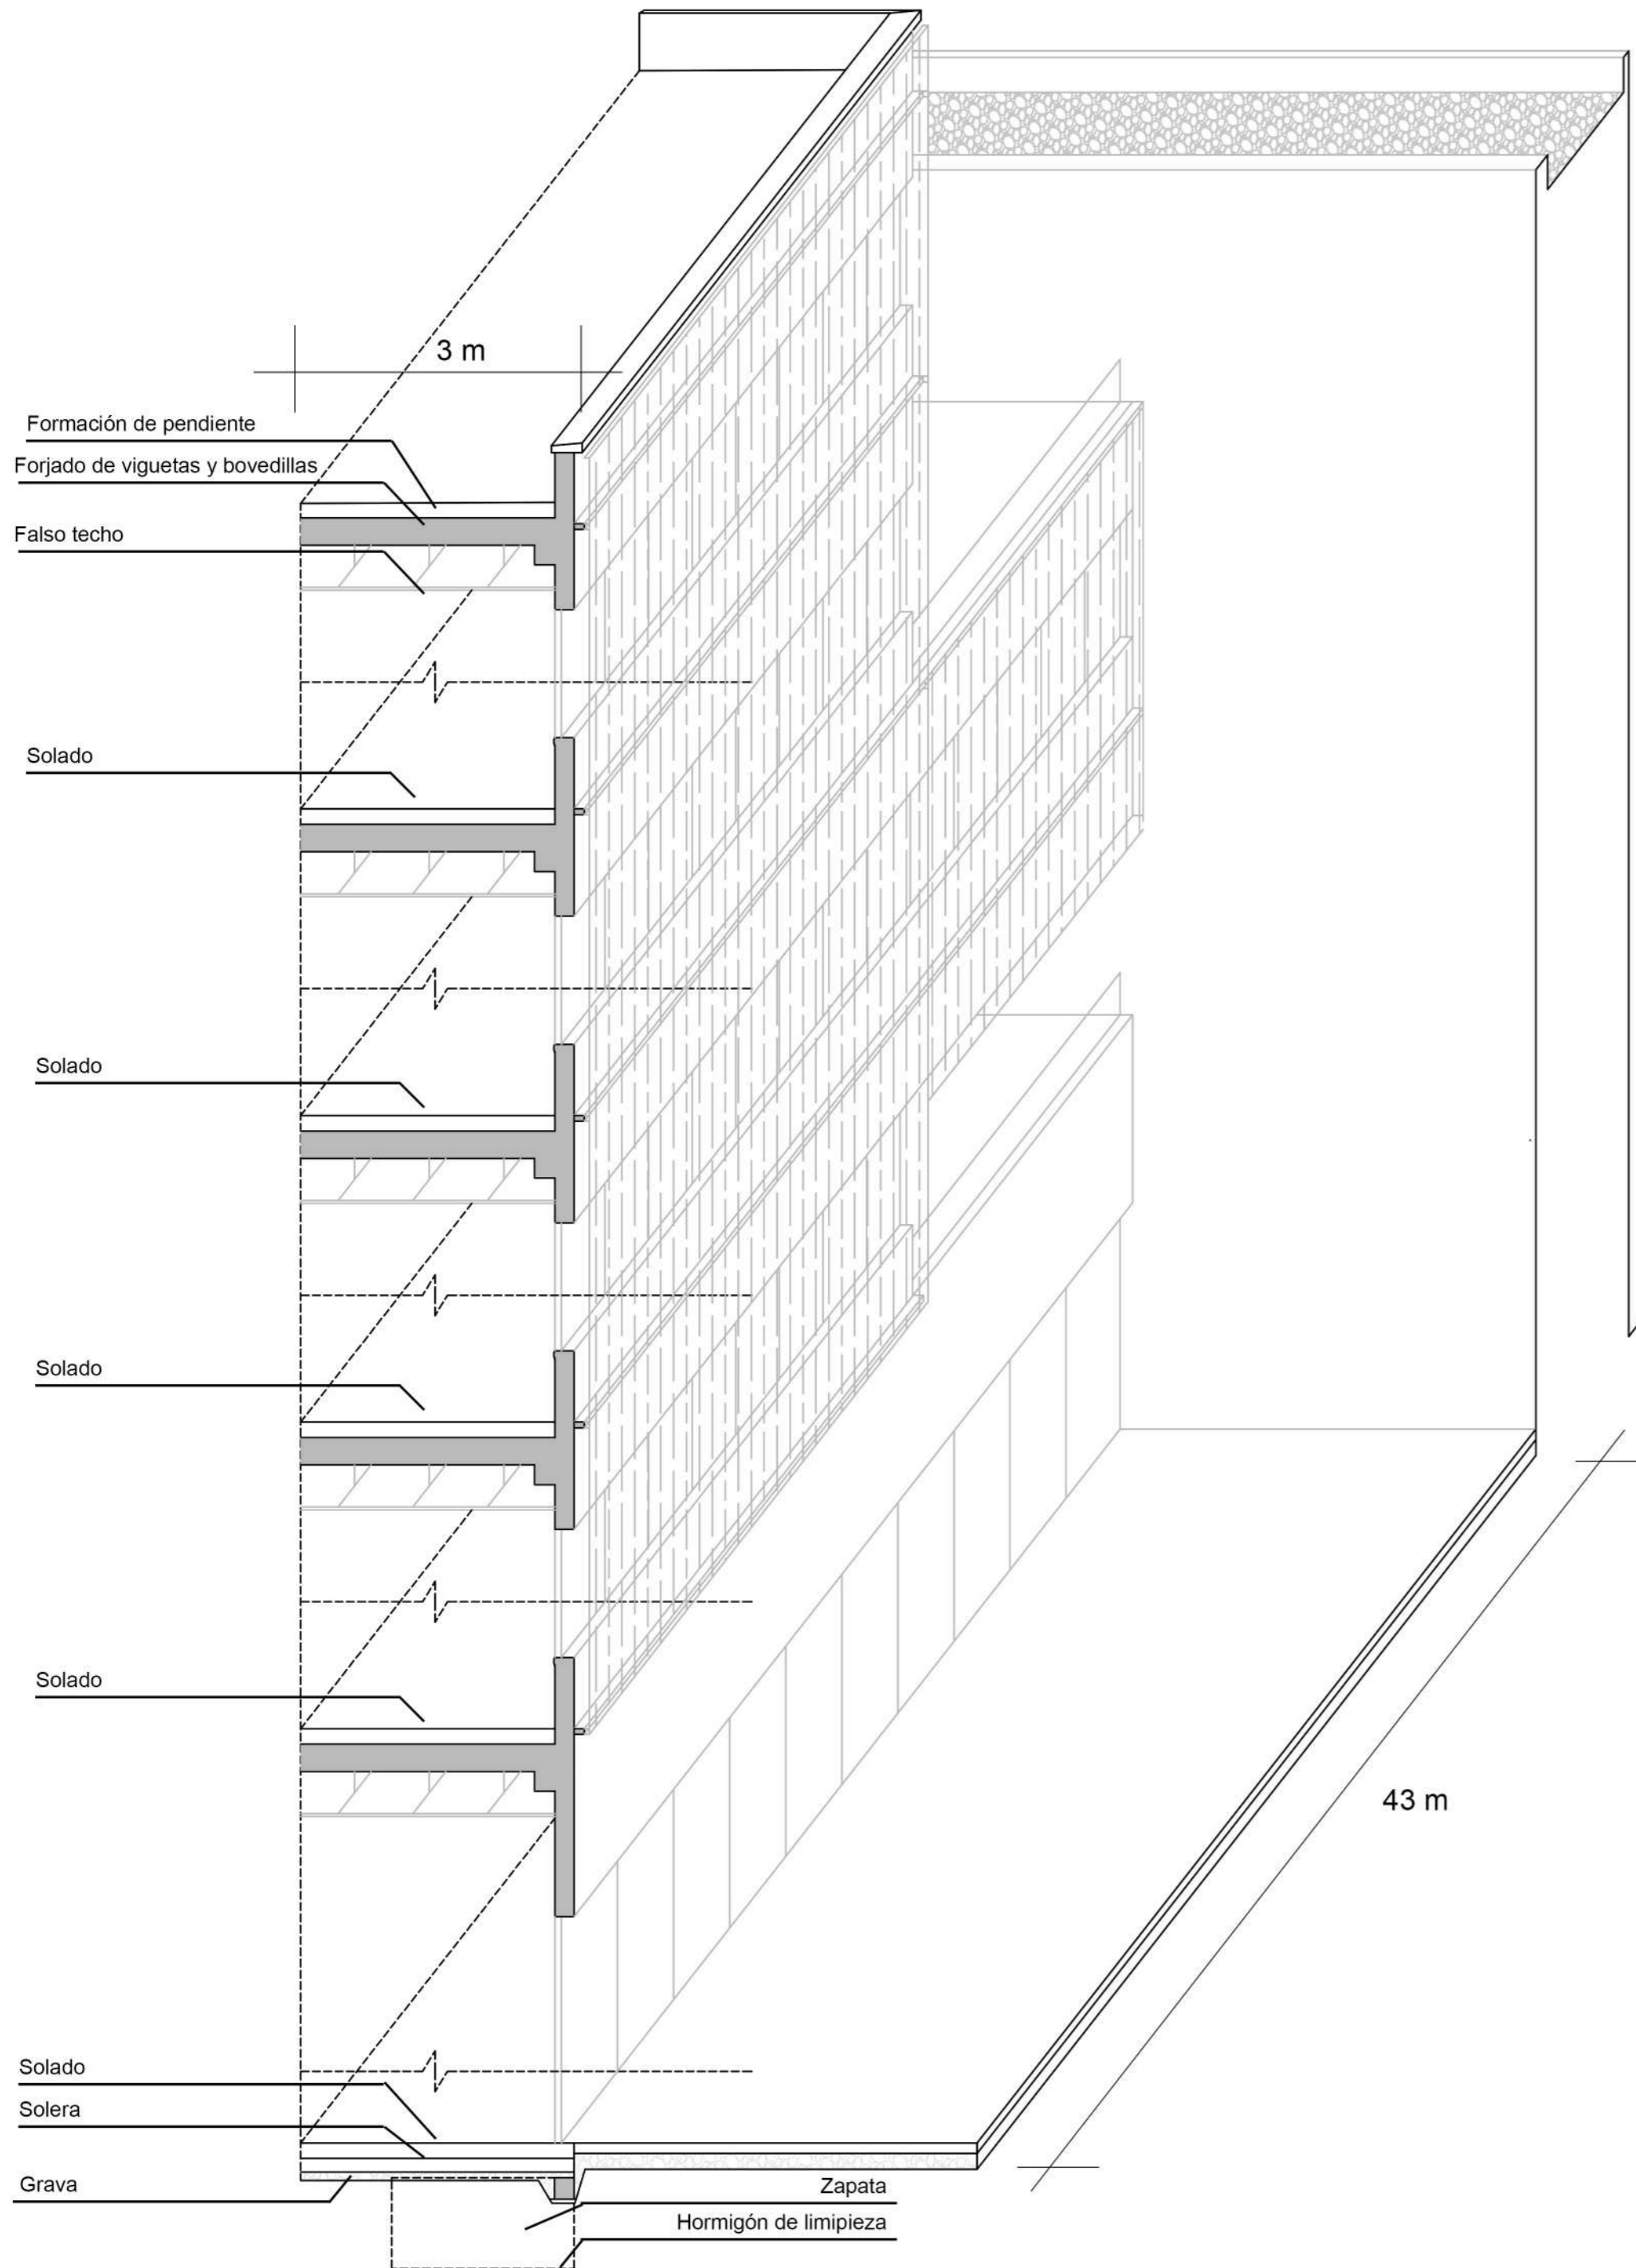 3 m
Formación de pendiente
Forjado de viguetas y bovedillas
Falso techo
Solado
Solado
Solado
Solado
43 m
Solado
Solera
Grava
Zapata
Hormigón de limipieza